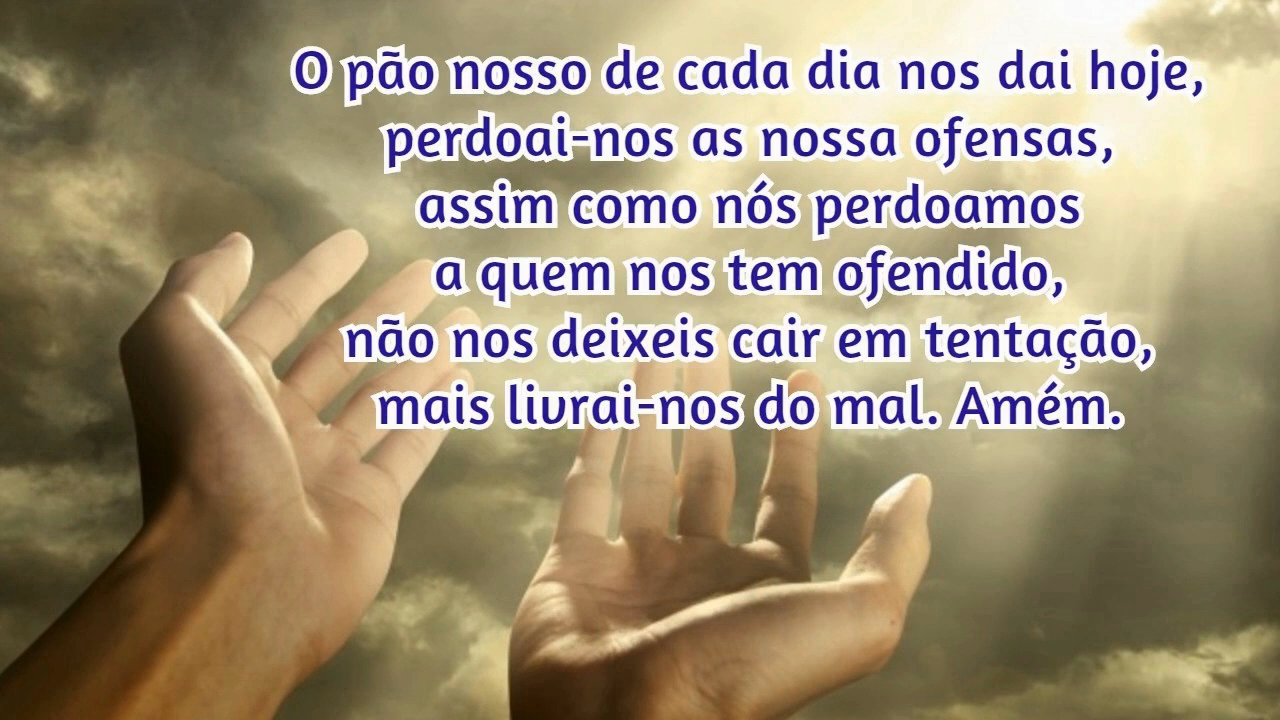 O pão nosso de cada dia nos dai hoje,
perdoai-nos as nossa ofensas,
assim como nós perdoamos
a quem nos tem ofendido,
não nos deixeis cair em tentação,
mais livrai-nos do mal. Amém.